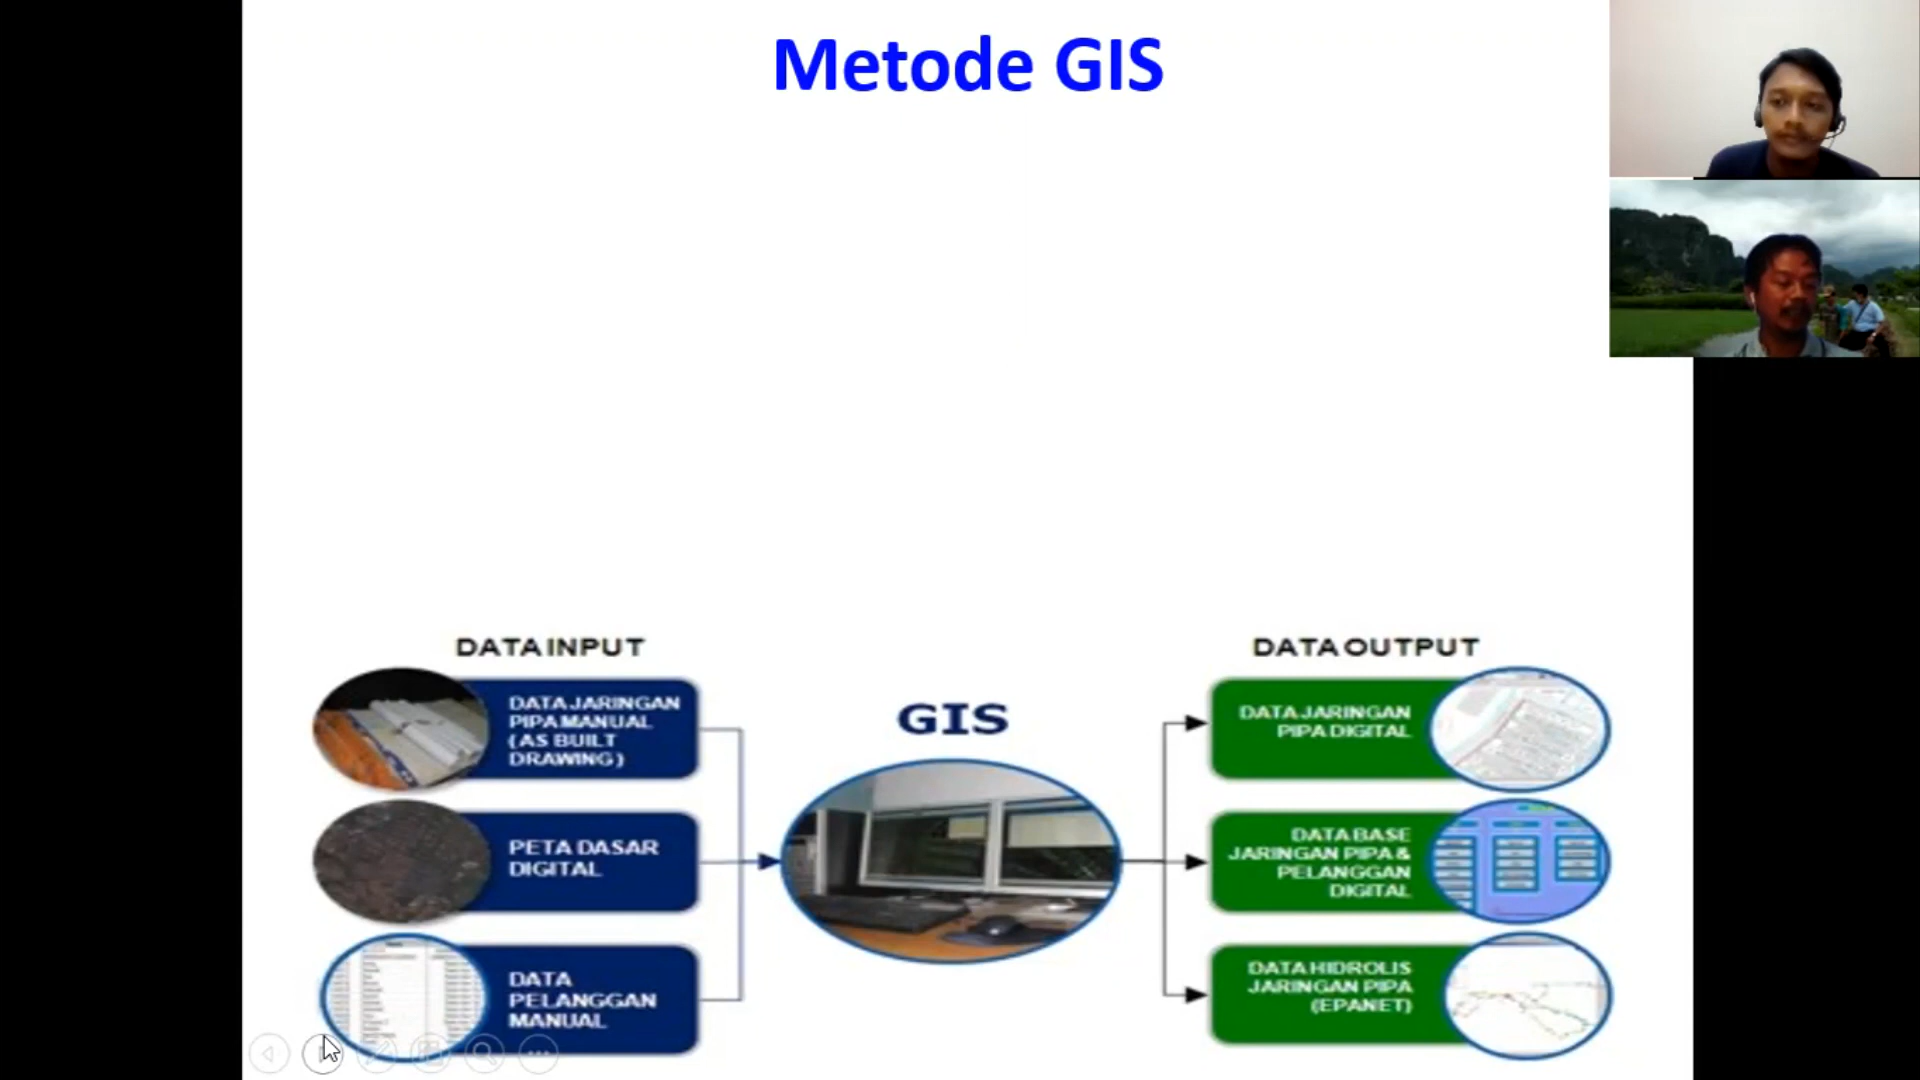 Metode GIS
DATA INPUT
DATA JARINGAN
PIPA MANUAL
(AS BUILT
DRAWING)
PETA DASAR
DIGITAL
DATA
PELANGGAN
MANUAL
GIS
DATA OUTPUT
DATA JARINGAN
PIPA DIGITAL
DATA BASE
JARINGAN PIPA &
PELANGGAN
DIGITAL
DATA HIDROLIS
JARINGAN PIPA
(EPANET)